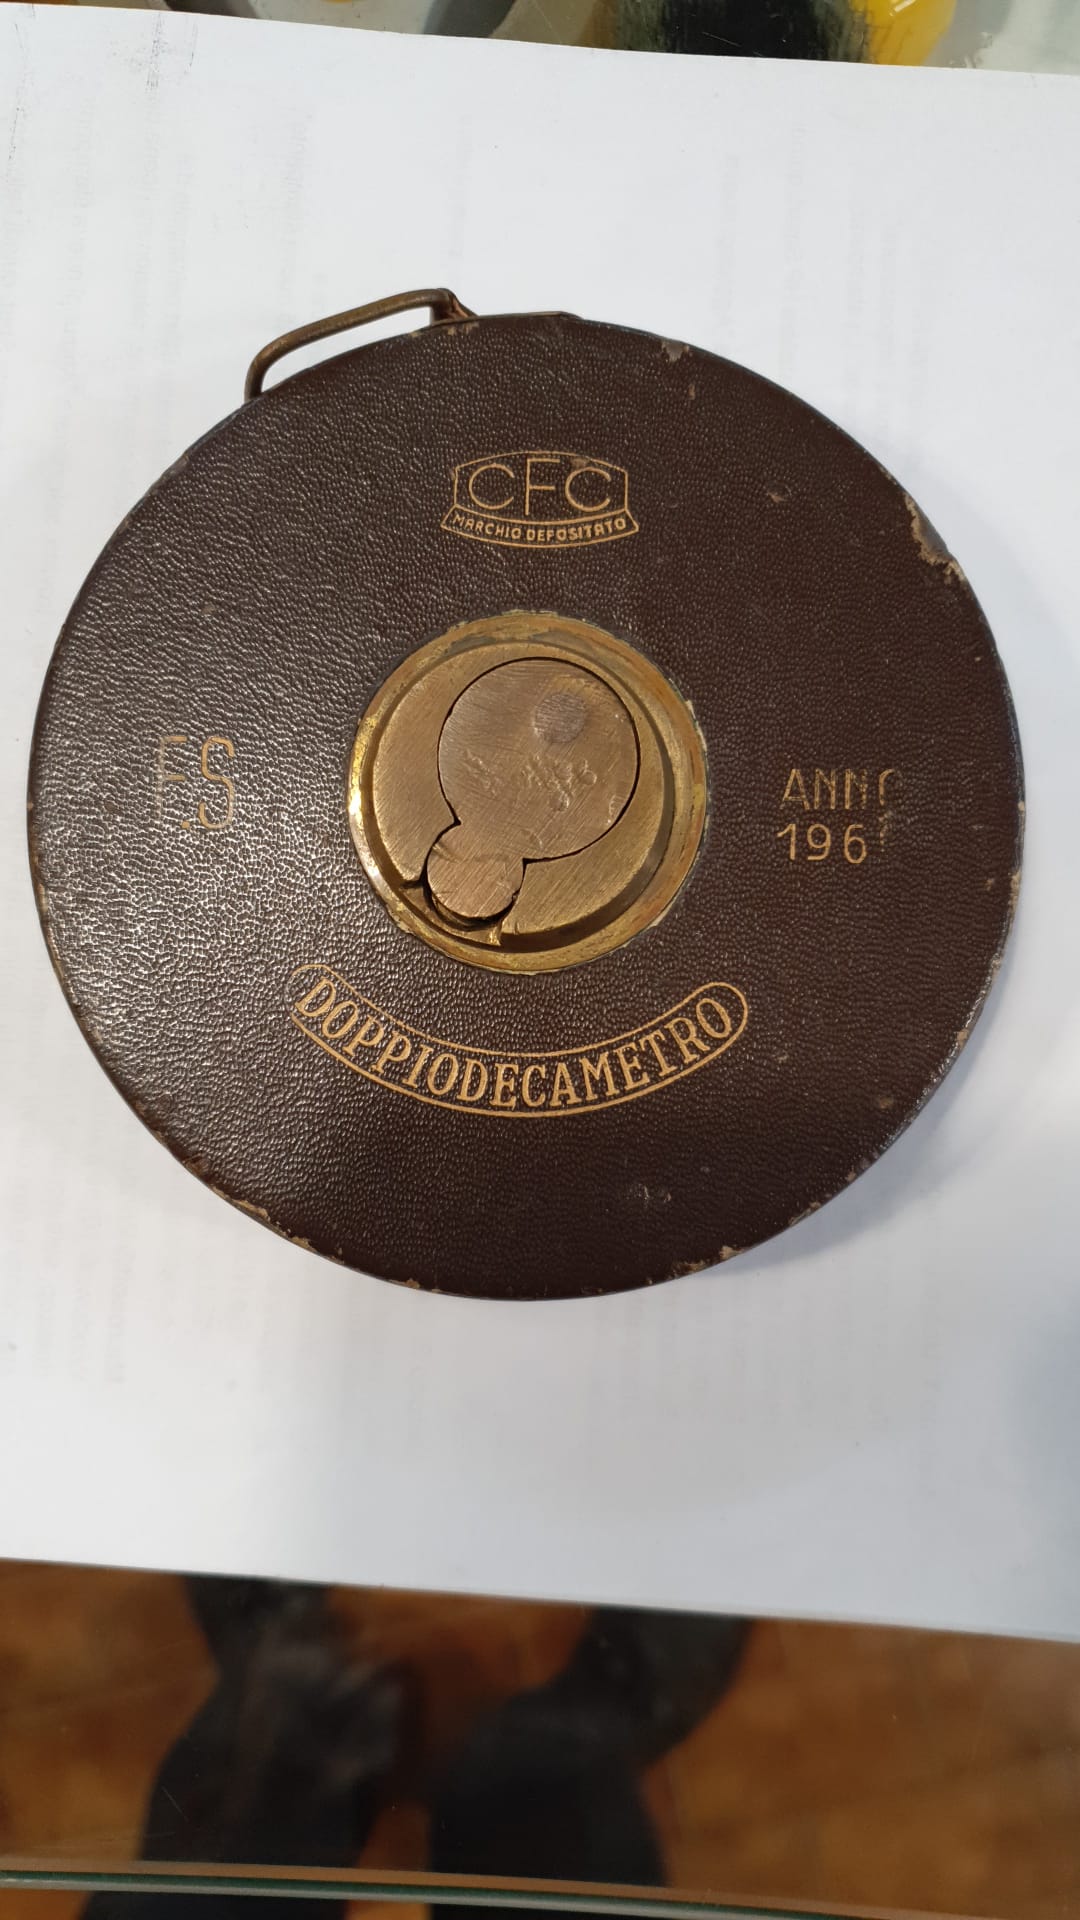 CFC
MARCHIO DEPOSITATO
F.S
ANNO
DOPPIODECAMETRO